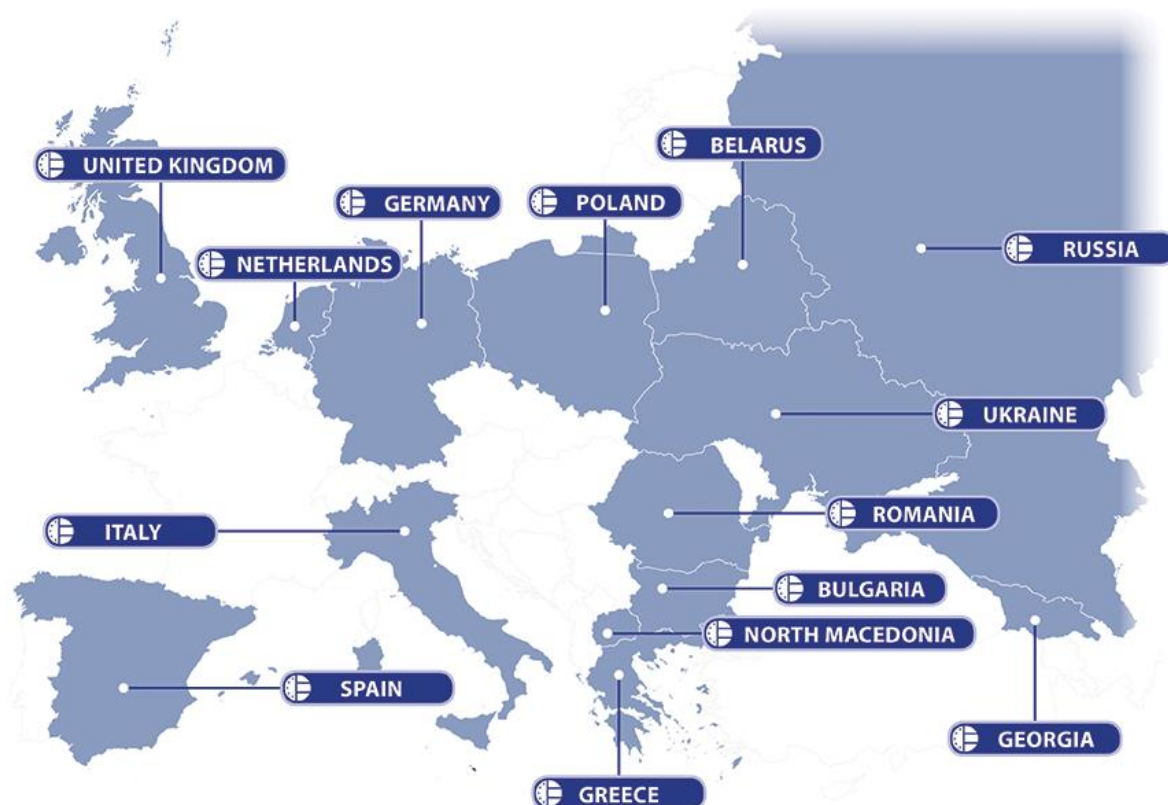 BELARUS
UNITED KINGDOM
GERMANY
POLAND
NETHERLANDS
RUSSIA
UKRAINE
ITALY
ROMANIA
BULGARIA
NORTH MACEDONIA
SPAIN
GEORGIA
GREECE